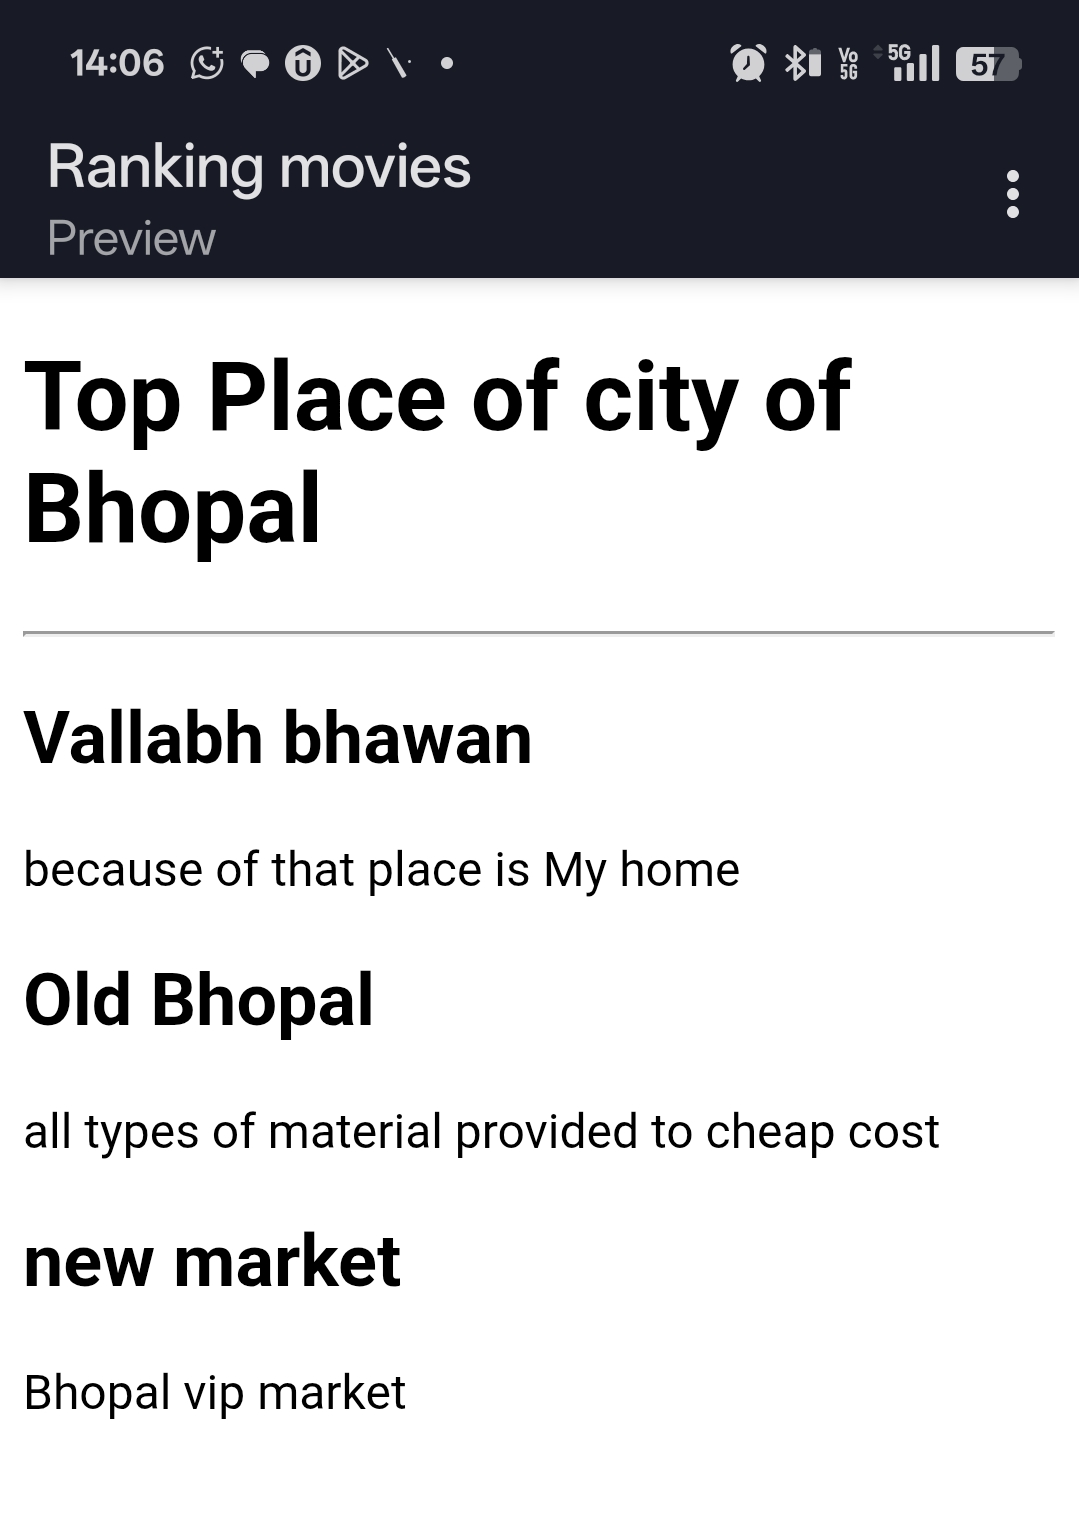 14:06
Vo
5G
5G
57
Ranking movies
Preview
Top Place of city of
Bhopal
Vallabh bhawan
because of that place is My home
Old Bhopal
all types of material provided to cheap cost
new market
Bhopal vip market